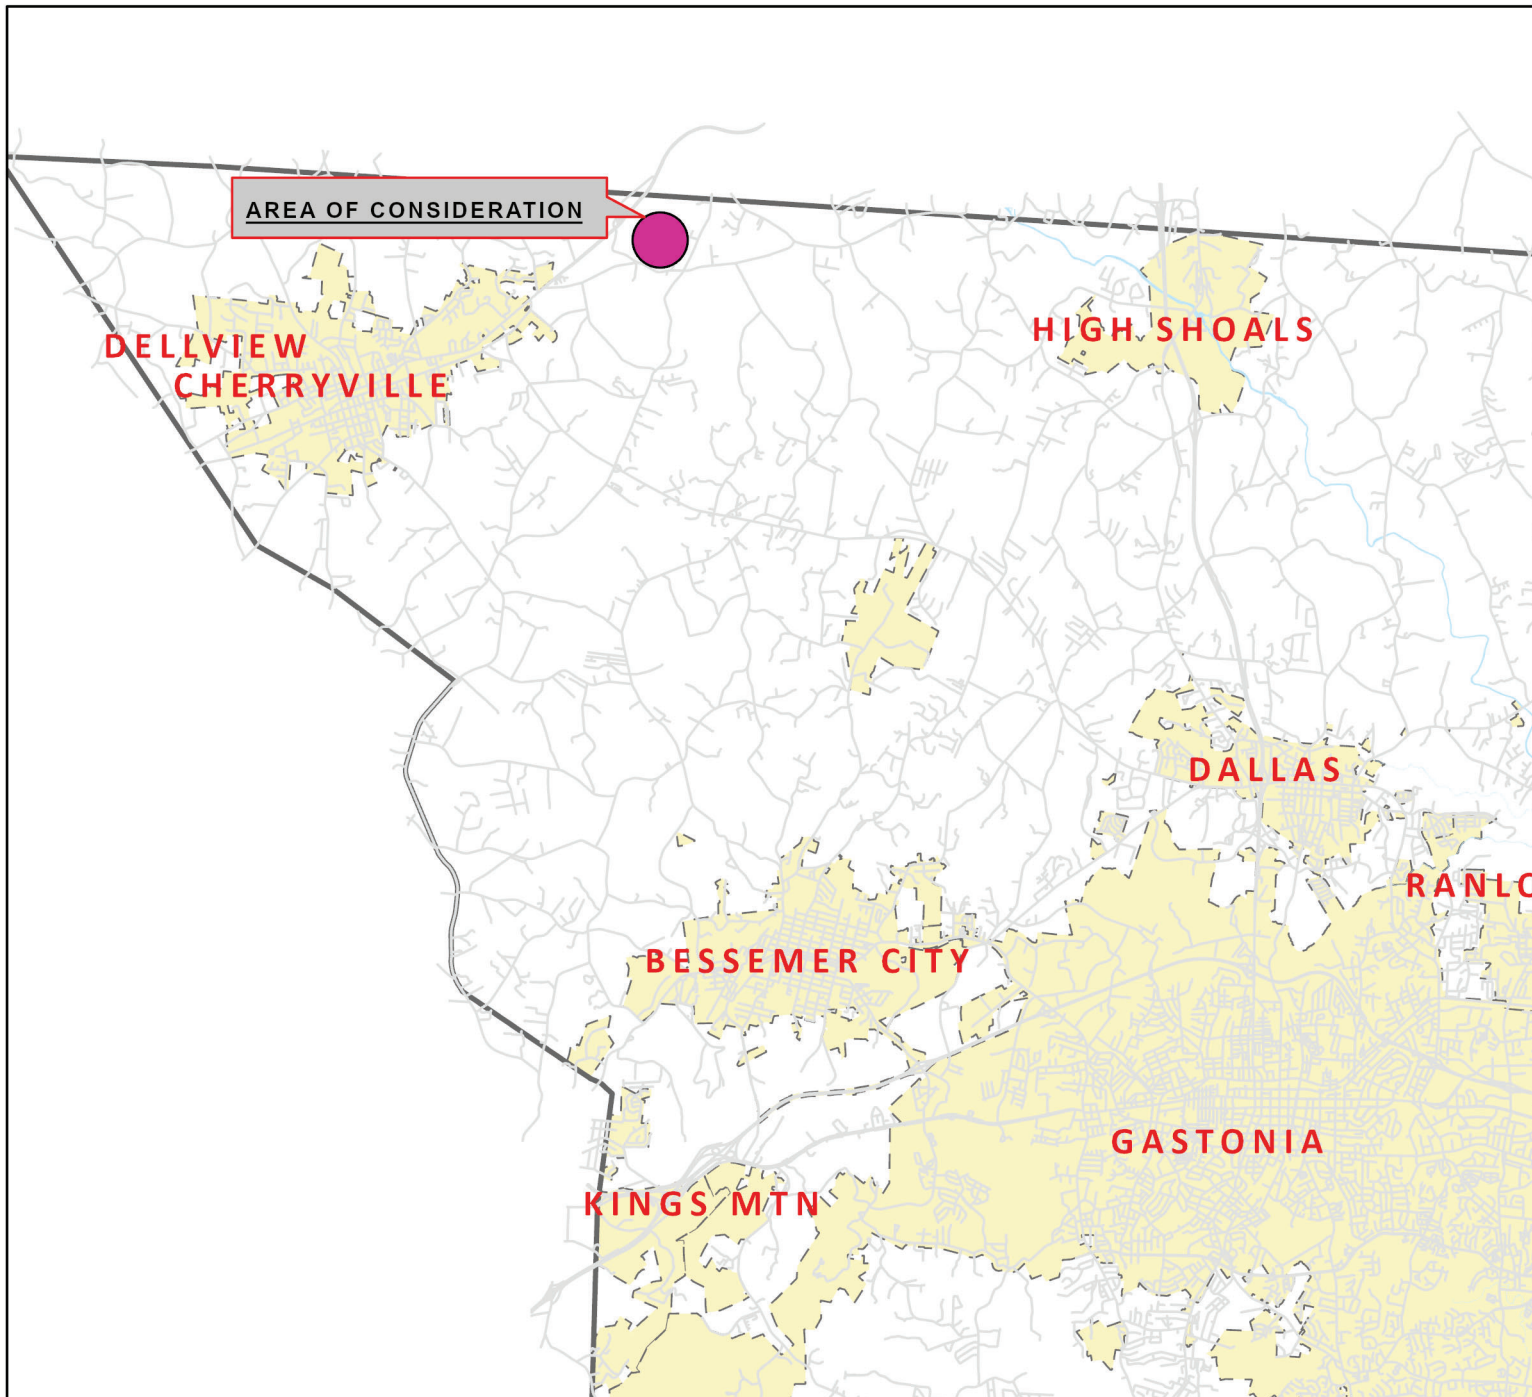 AREA OF CONSIDERATION
HIGH SHOALS
DELLVIEW
CHERRYVILLE
DALLAS
RANLO
BESSEMER CITY
GASTONIA
KINGS MTN